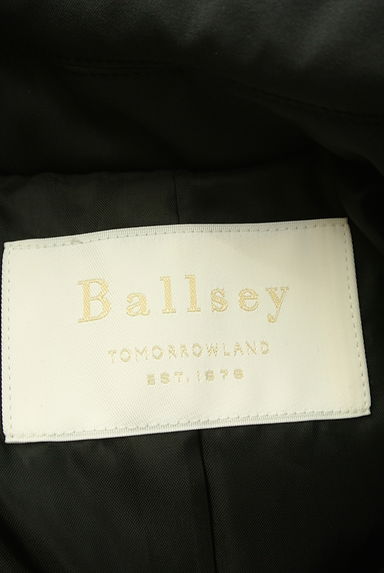 Ballsey
TOMORROWLAND
EST. 1978